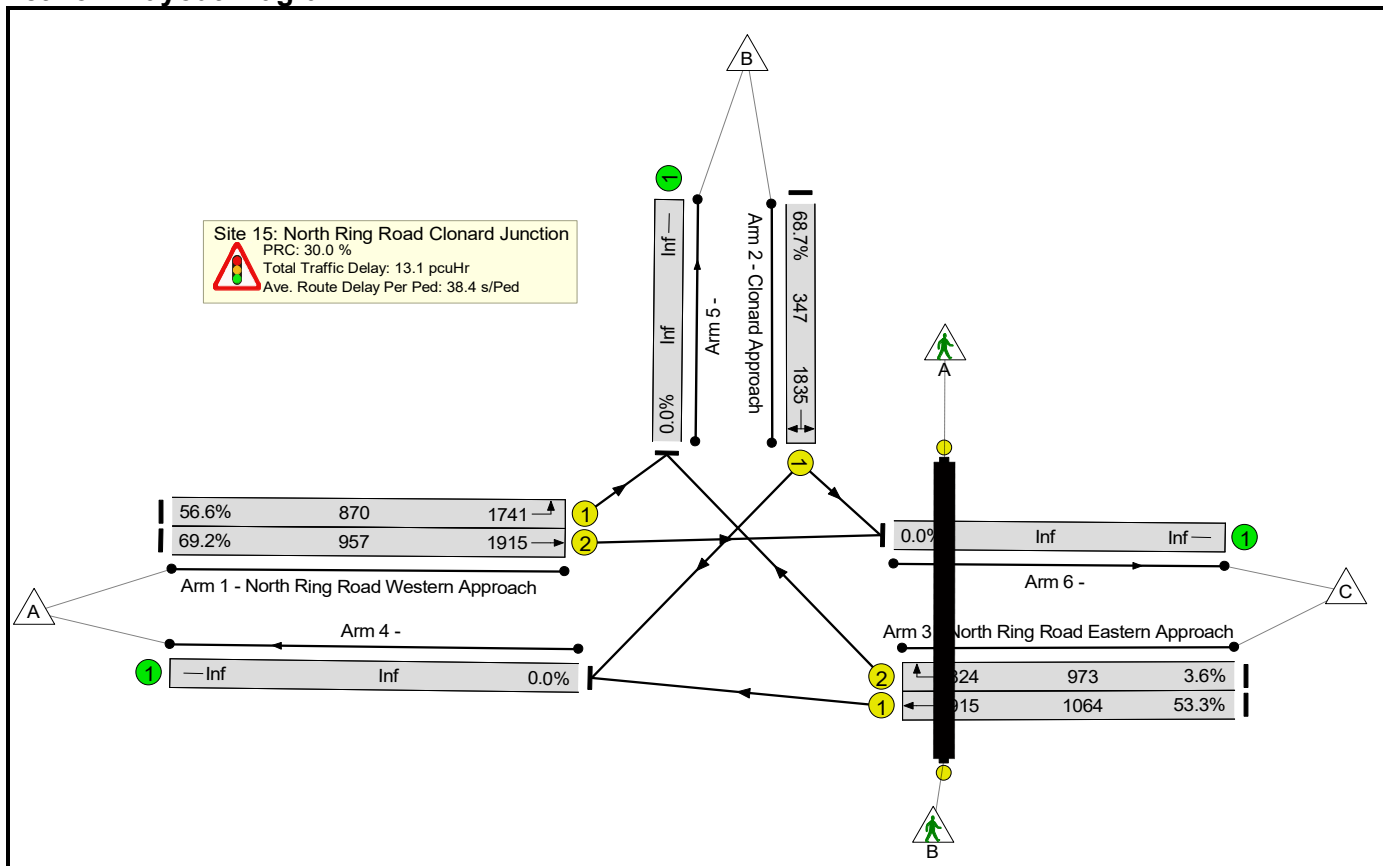 B
Site 15: North Ring Road Clonard Junction
PRC: 30.0 %
Total Traffic Delay: 13.1 pcuHr
Ave. Route Delay Per Ped: 38.4 s/Ped
1
Inf
Inf
0.0%
Arm 5 -
Arm 2 - Clonard Approach
68.7% 347 1835
1
A
56.6% 870 1741
1
69.2% 957 1915
2
Arm 1 - North Ring Road Western Approach
A
0.0% Inf Inf
1
Arm 6 -
C
Arm 4 -
1
Inf Inf 0.0%
Arm 3 North Ring Road Eastern Approach
2
24 973 3.6%
1
915 1064 53.3%
B